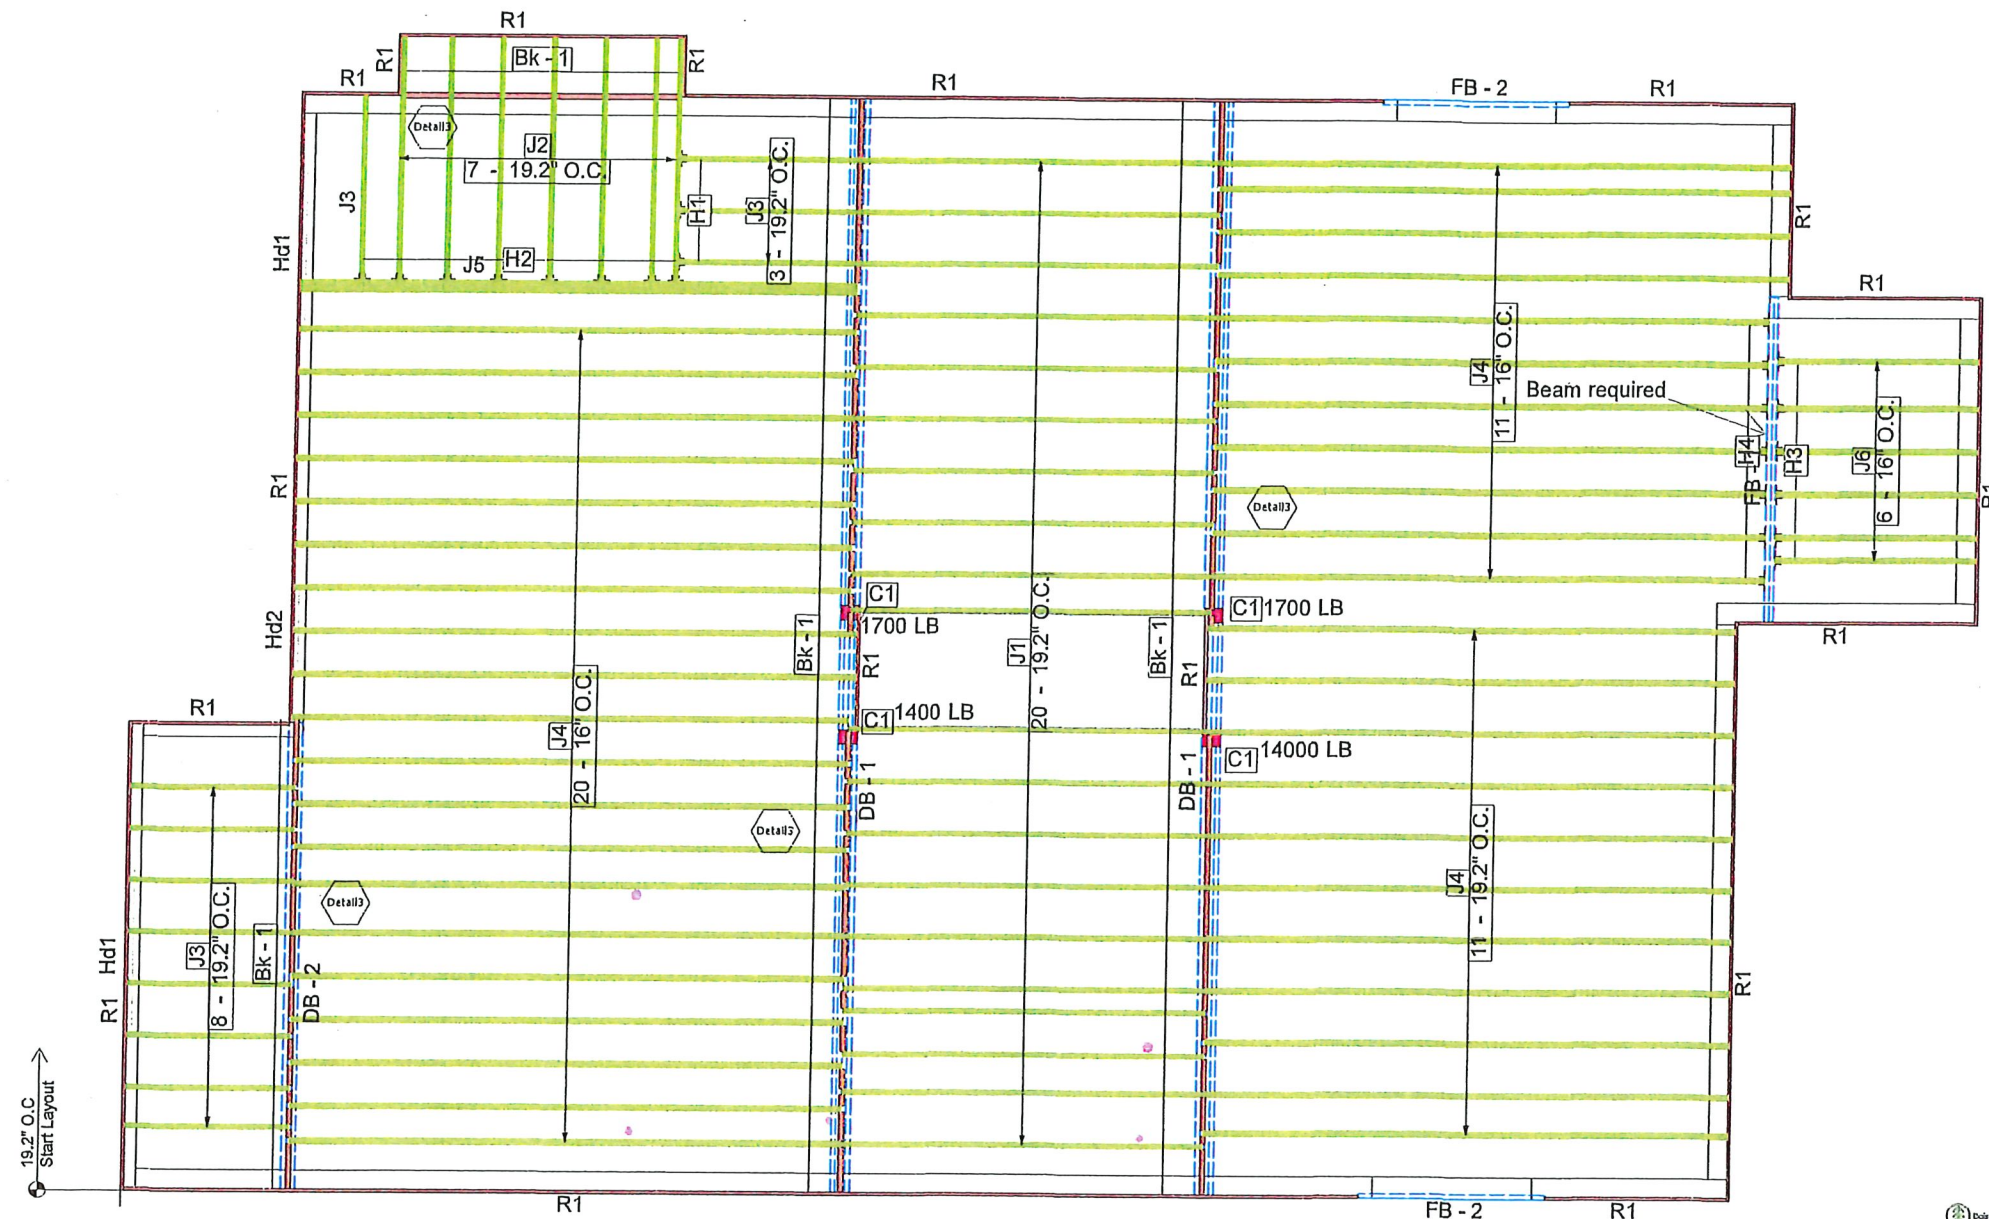 R1
R1
Bk - 1
R1
R1
R1
FB - 2
R1
Detail3
J2
7 - 19.2" O.C.
J3
3 - 19.2" O.C.
H1
J3
R1
Hd1
J5
H2
R1
J4
11 - 16" O.C.
Beam required
H4
H3
J6
6 - 16" O.C.
R1
Detail3
C1
1700 LB
C1
1700 LB
R1
Hd2
Bk - 1
R1
J1
20 - 19.2" O.C.
Bk - 1
R1
R1
R1
J4
20 - 16" O.C.
C1
1400 LB
C1
14000 LB
DB - 1
DB - 1
Detail3
J4
11 - 19.2" O.C.
Detail3
J3
8 - 19.2" O.C.
Bk - 1
Hd1
R1
DB - 2
R1
19.2" O.C
Start Layout
R1
FB - 2
R1